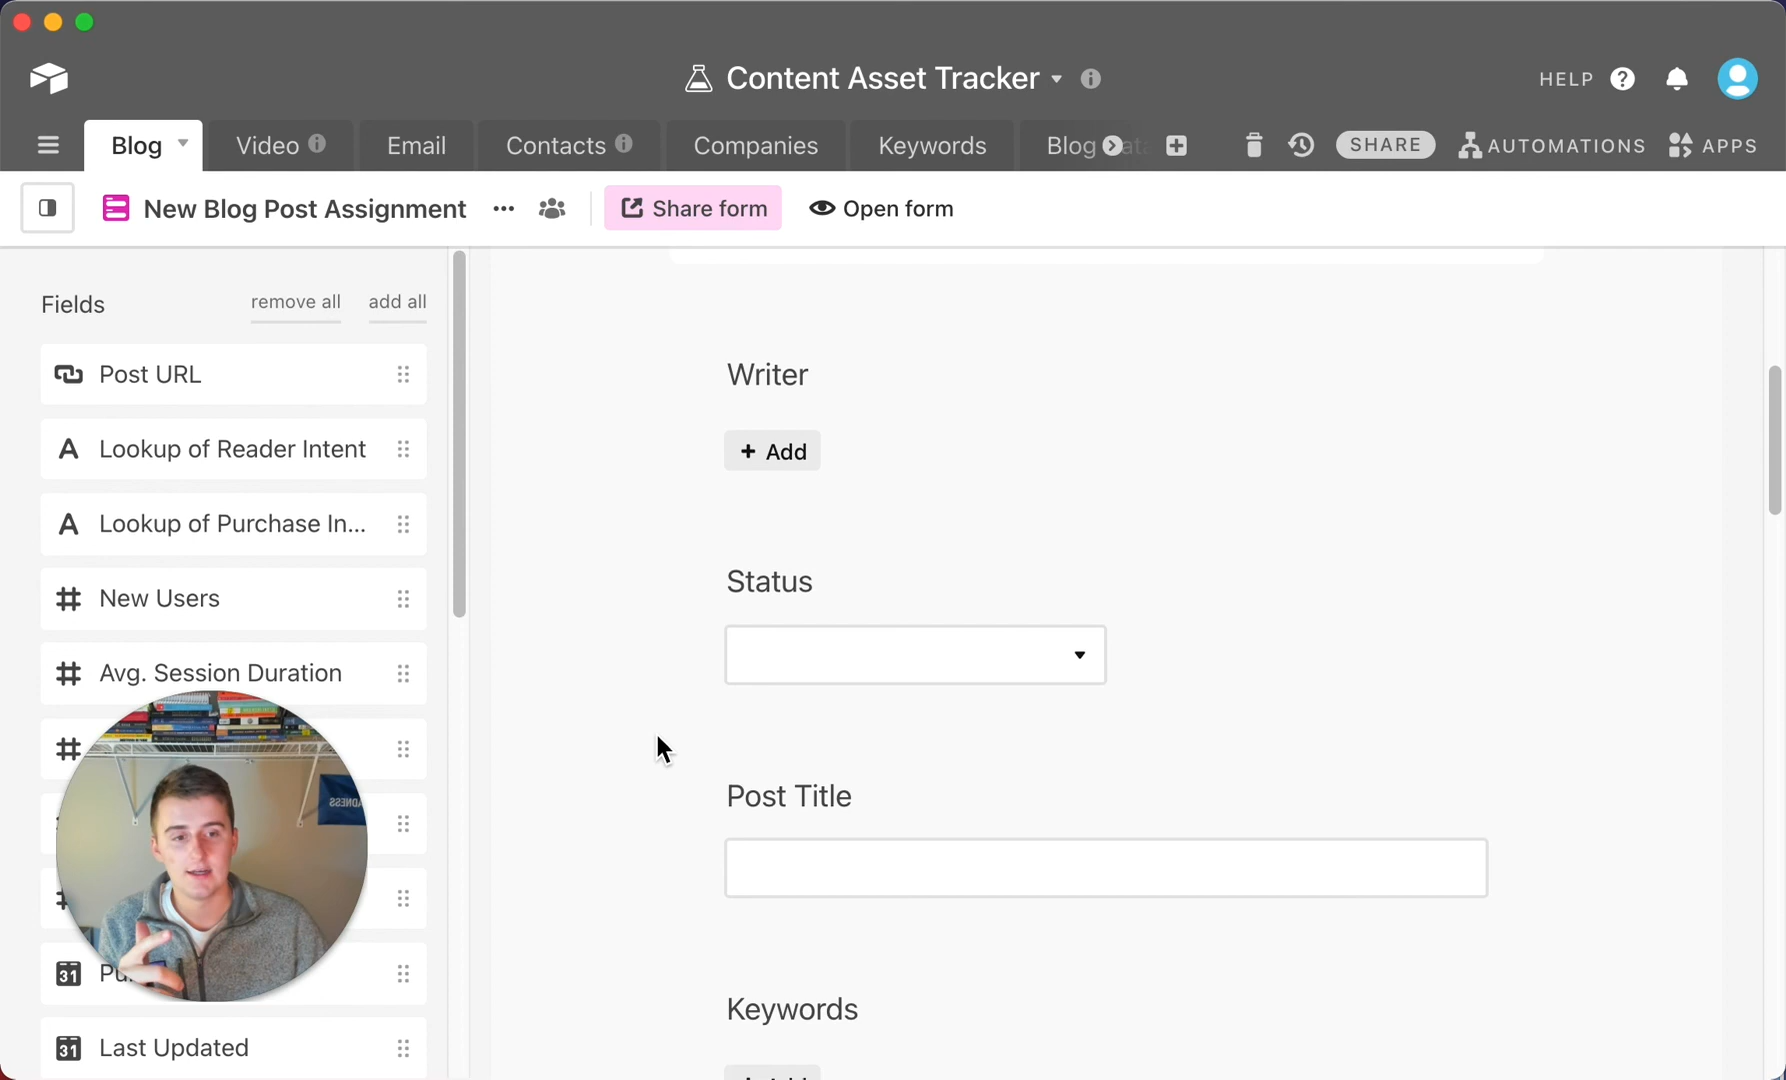 Content Asset Tracker
HELP
Blog
Video
Email
Contacts
Companies
Keywords
Blog
SHARE
AUTOMATIONS
APPS
New Blog Post Assignment
Share form
Open form
Fields
remove all
add all
Post URL
Lookup of Reader Intent
Lookup of Purchase In...
New Users
Avg. Session Duration
31
31 Last Updated
Writer
+ Add
Status
Post Title
Keywords